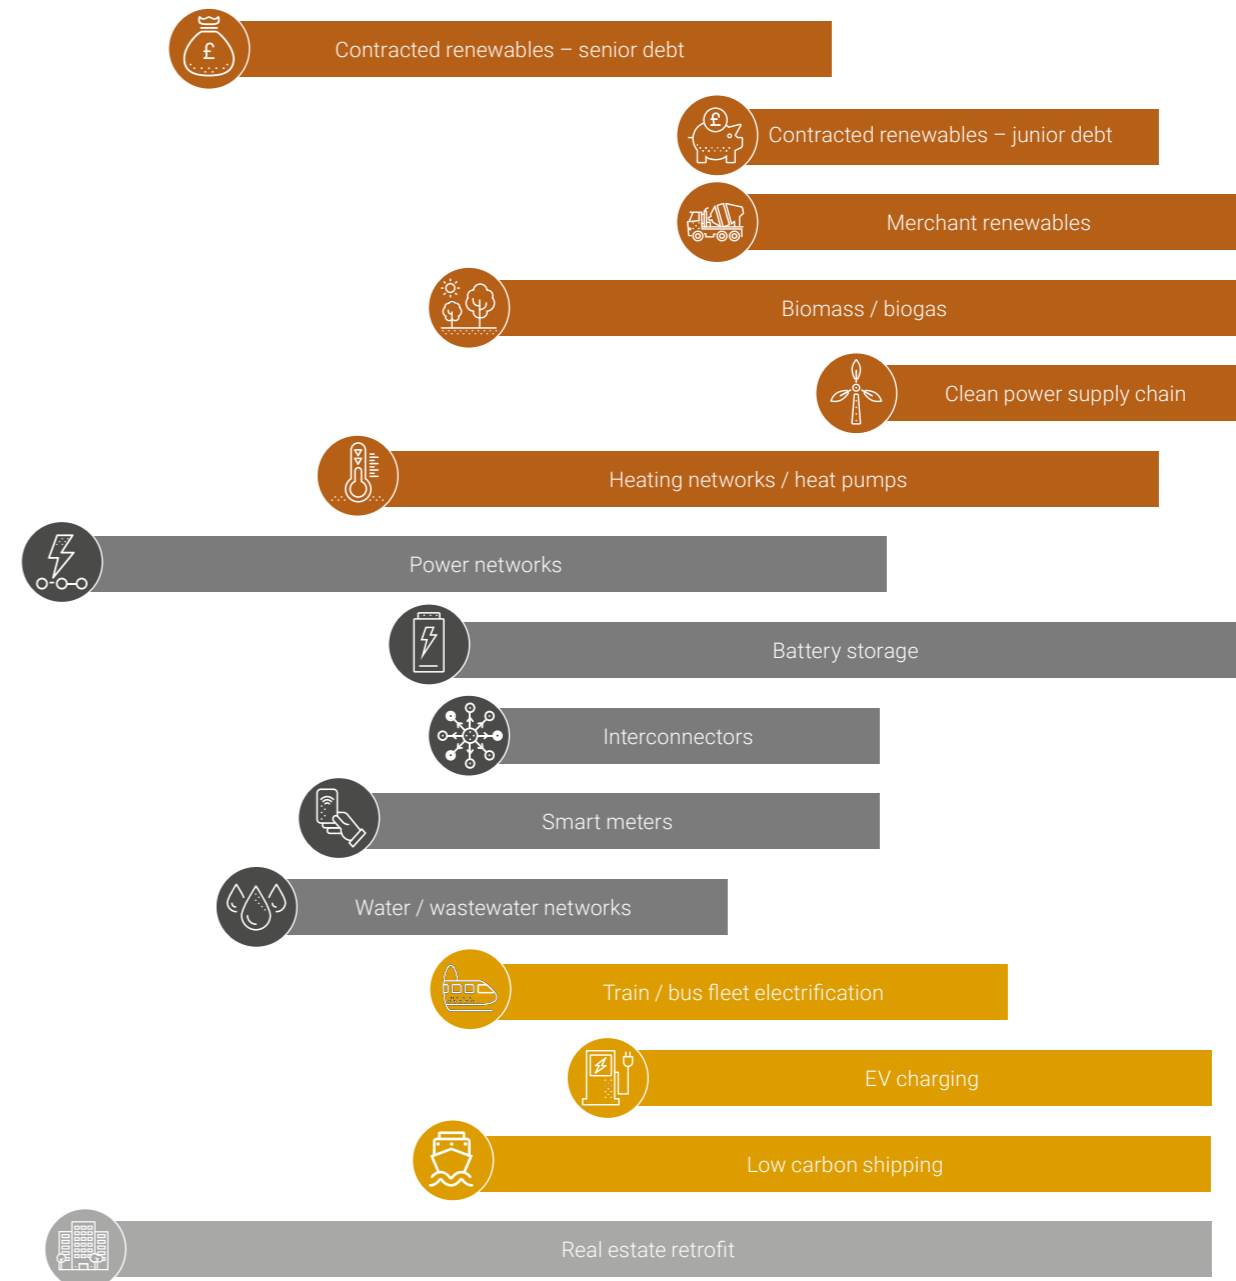 £
Contracted renewables – senior debt
£
Contracted renewables – junior debt
Merchant renewables
Biomass / biogas
Clean power supply chain
Heating networks / heat pumps
Power networks
Battery storage
Interconnectors
Smart meters
Water / wastewater networks
Train / bus fleet electrification
EV charging
Low carbon shipping
Real estate retrofit